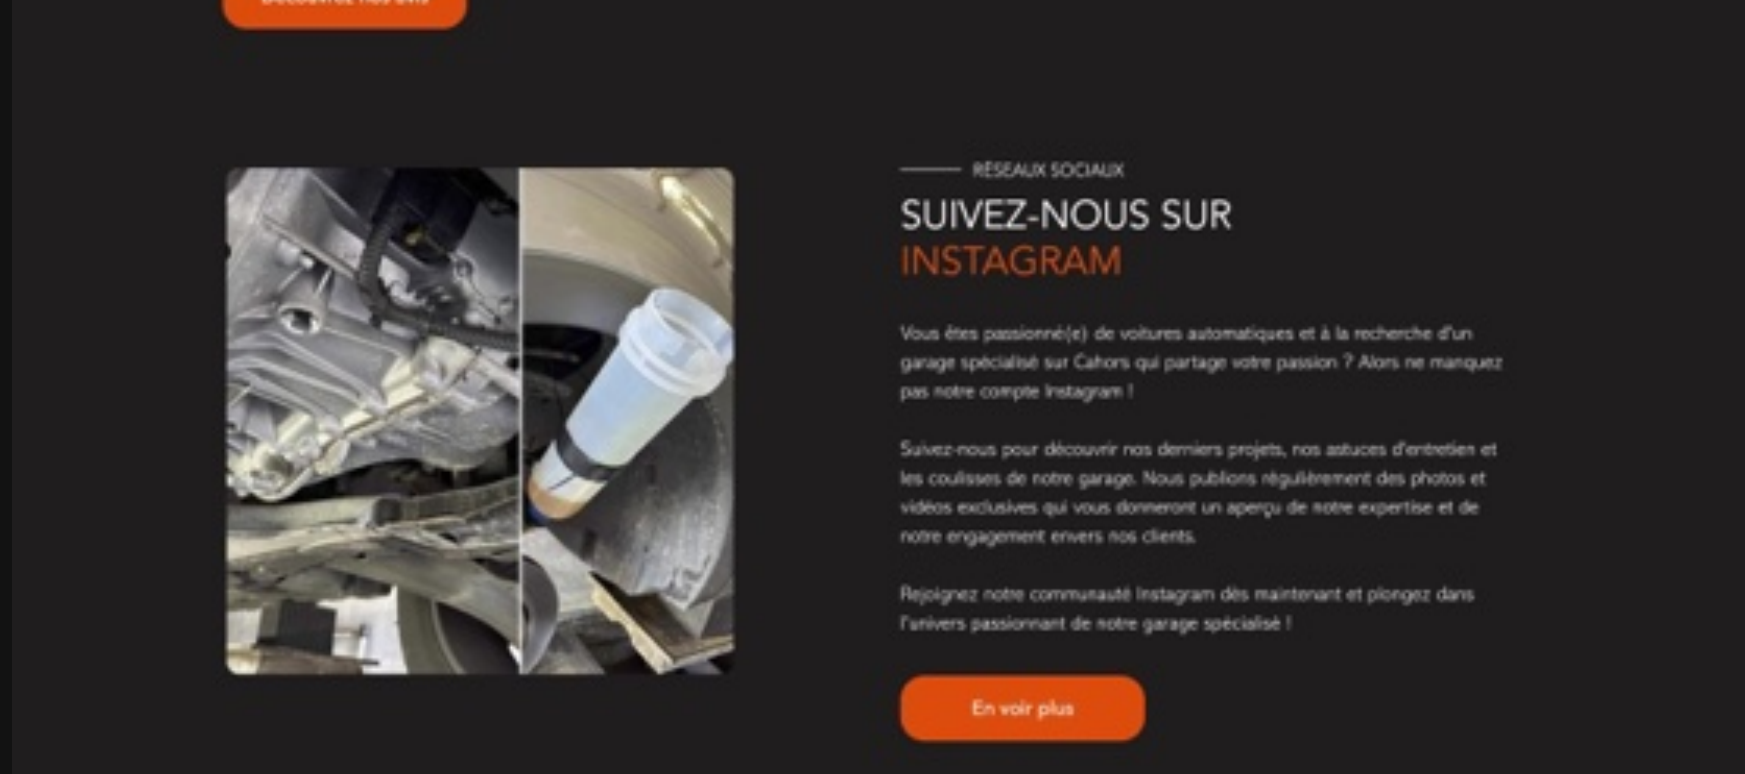 Découvrez nos avis
RÉSEAUX SOCIAUX
SUIVEZ-NOUS SUR
INSTAGRAM
Vous êtes passionné(e) de voitures automatiques et à la recherche d'un
garage spécialisé sur Cahors qui partage votre passion ? Alors ne manquez
pas notre compte Instagram !
Suivez-nous pour découvrir nos derniers projets, nos astuces d'entretien et
les coulisses de notre garage. Nous publions régulièrement des photos et
vidéos exclusives qui vous donneront un aperçu de notre expertise et de
notre engagement envers nos clients.
Rejoignez notre communauté Instagram dès maintenant et plongez dans
l'univers passionnant de notre garage spécialisé !
En voir plus